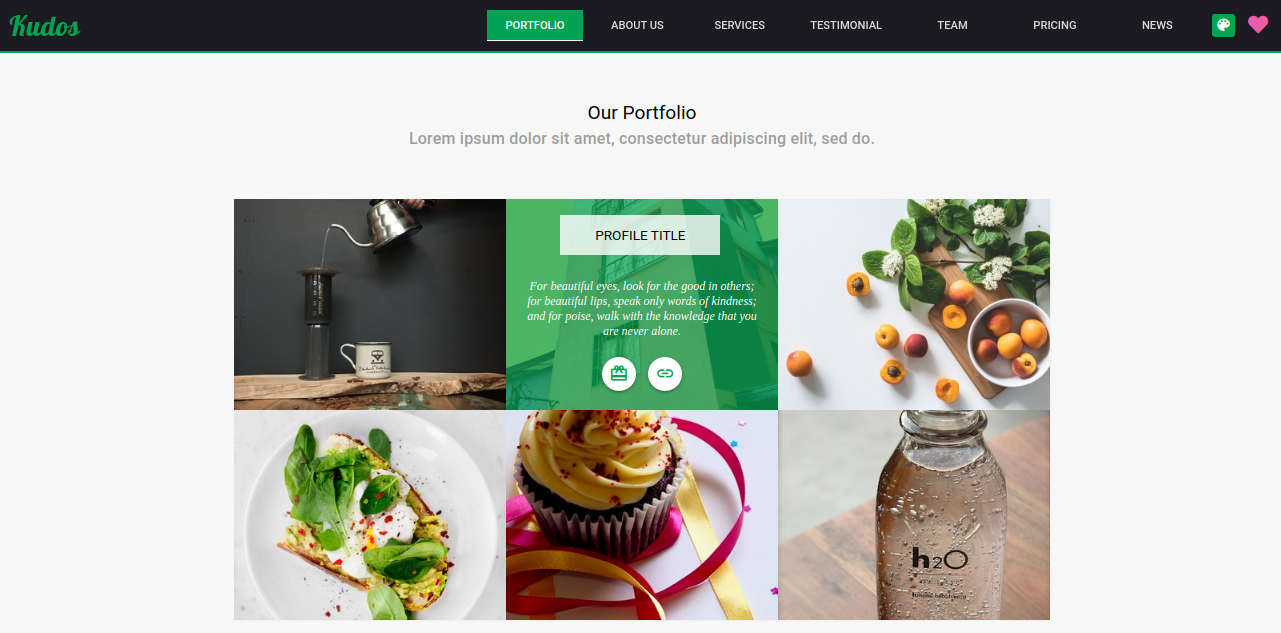 Kudos
PORTFOLIO
ABOUT US
SERVICES
TESTIMONIAL
TEAM
PRICING
NEWS
Our Portfolio
Lorem ipsum dolor sit amet, consectetur adipiscing elit, sed do.
PROFILE TITLE
For beautiful eyes, look for the good in others;
for beautiful lips, speak only words of kindness;
and for poise, walk with the knowledge that you
are never alone.
h2O